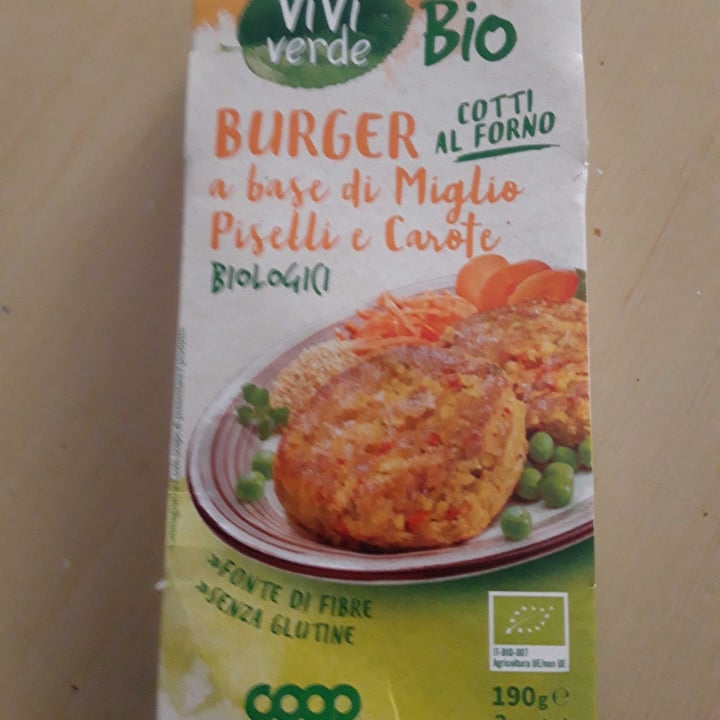 ViVi
verde
Bio
BURGER
COTTI
AL FORNO
a base di Miglio
Piselli e Carote
BIOLOGICI
»FONTE DI FIBRE
»SENZA GLUTINE
IT-BIO-007
Agricoltura UE/non UE
coop
190g e